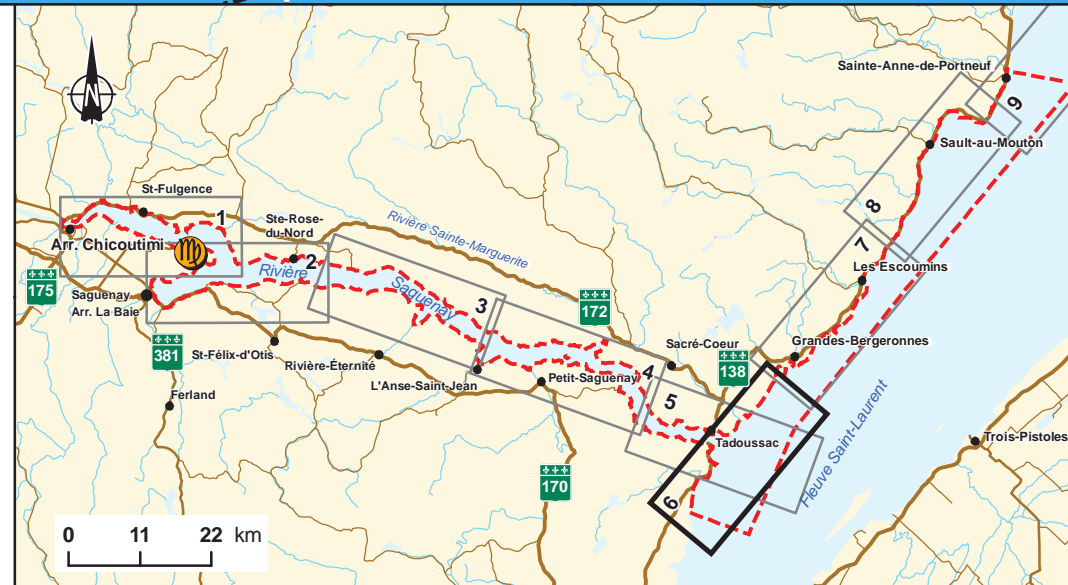 N
Sainte-Anne-de-Portneuf
9
Sault-au-Mouton
St-Fulgence
1
Ste-Rose-
du-Nord
Rivière Sainte-Marguerite
8
Arr. Chicoutimi
7
Rivière
2
Les Escoumins
175
Saguenay
Arr. La Baie
Saguenay
3
172
381
St-Félix-d'Otis
Sacré-Coeur
Grandes-Bergeronnes
138
Rivière-Éternité
4
L'Anse-Saint-Jean
Petit-Saguenay
5
Ferland
Tadoussac
Fleuve Saint-Laurent
Trois-Pistoles
170
6
0 11 22 km